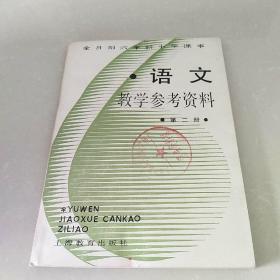 全日制六年制小学课本
语文
教学参考资料
第二册
YUWEN
JIAOXUE CANKAO
ZILIAO
上海教育出版社